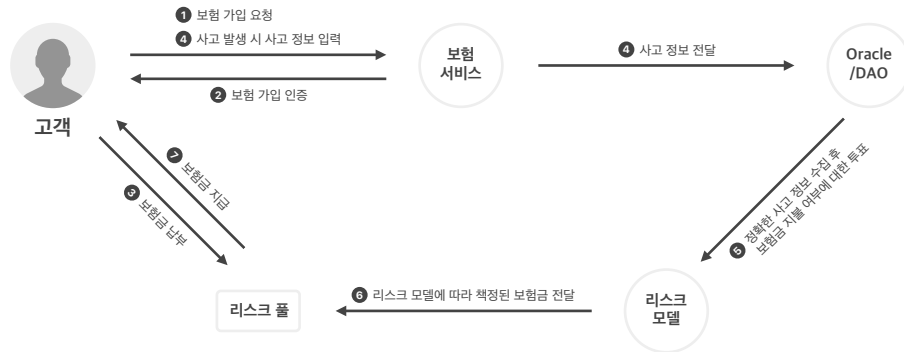 ❶ 보험 가입 요청
❹ 사고 발생 시 사고 정보 입력
❷ 보험 가입 인증
고객
보험
서비스
❹ 사고 정보 전달
Oracle
/DAO
❼ 보험금 지급
❸ 보험금 납부
❺ 정확한 사고 정보 수집 후
보험금 지불 여부에 대한 투표
리스크 풀
❻ 리스크 모델에 따라 책정된 보험금 전달
리스크
모델